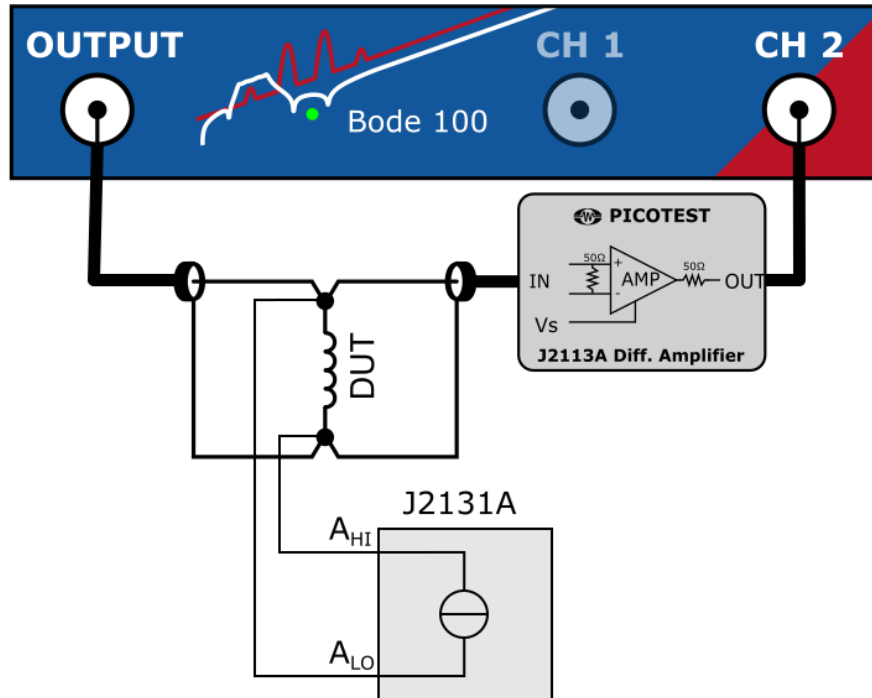 OUTPUT
CH 1
CH 2
Bode 100
PICOTEST
50Ω
+
50Ω
IN
AMP
OUT
-
Vs
J2113A Diff. Amplifier
DUT
J2131A
AHI
ALO